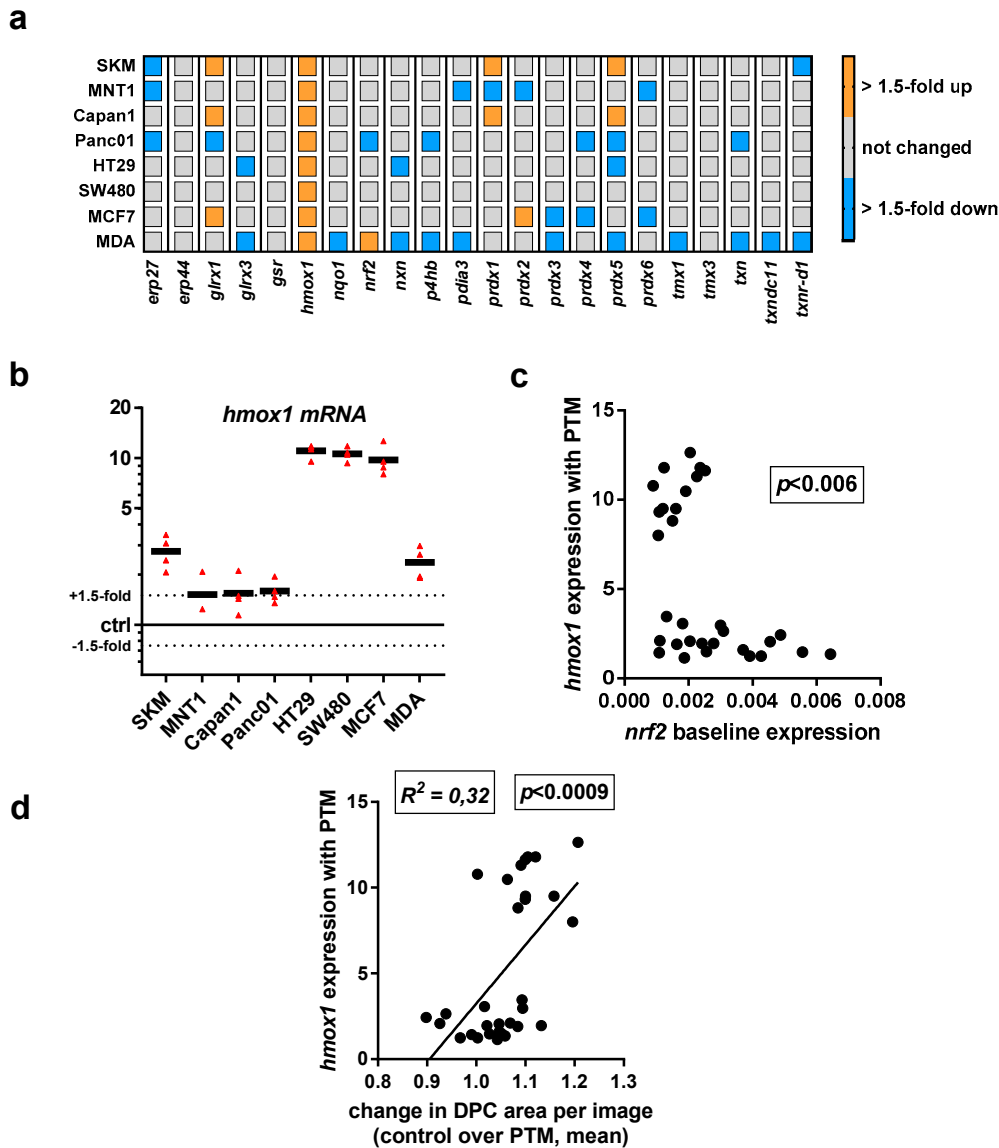 a
SKM
MNT1
Capan1
Panc01
HT29
SW480
MCF7
MDA
> 1.5-fold up
not changed
> 1.5-fold down
erp27
erp44
glrx1
glrx3
gsr
hmox1
nqo1
nrf2
nxn
p4hb
pdia3
prdx1
prdx2
prdx3
prdx4
prdx5
prdx6
tmx1
tmx3
txn
txndc11
txnr-d1
b
hmox1 mRNA
20
10
5
+1.5-fold
ctrl
-1.5-fold
SKM
MNT1
Capan1
Panc01
HT29
SW480
MCF7
MDA
c
hmox1 expression with PTM
15
10
5
0
p<0.006
0.000 0.002 0.004 0.006 0.008
nrf2 baseline expression
d
hmox1 expression with PTM
R² = 0,32
p<0.0009
15
10
5
0
0.8 0.9 1.0 1.1 1.2 1.3
change in DPC area per image
(control over PTM, mean)